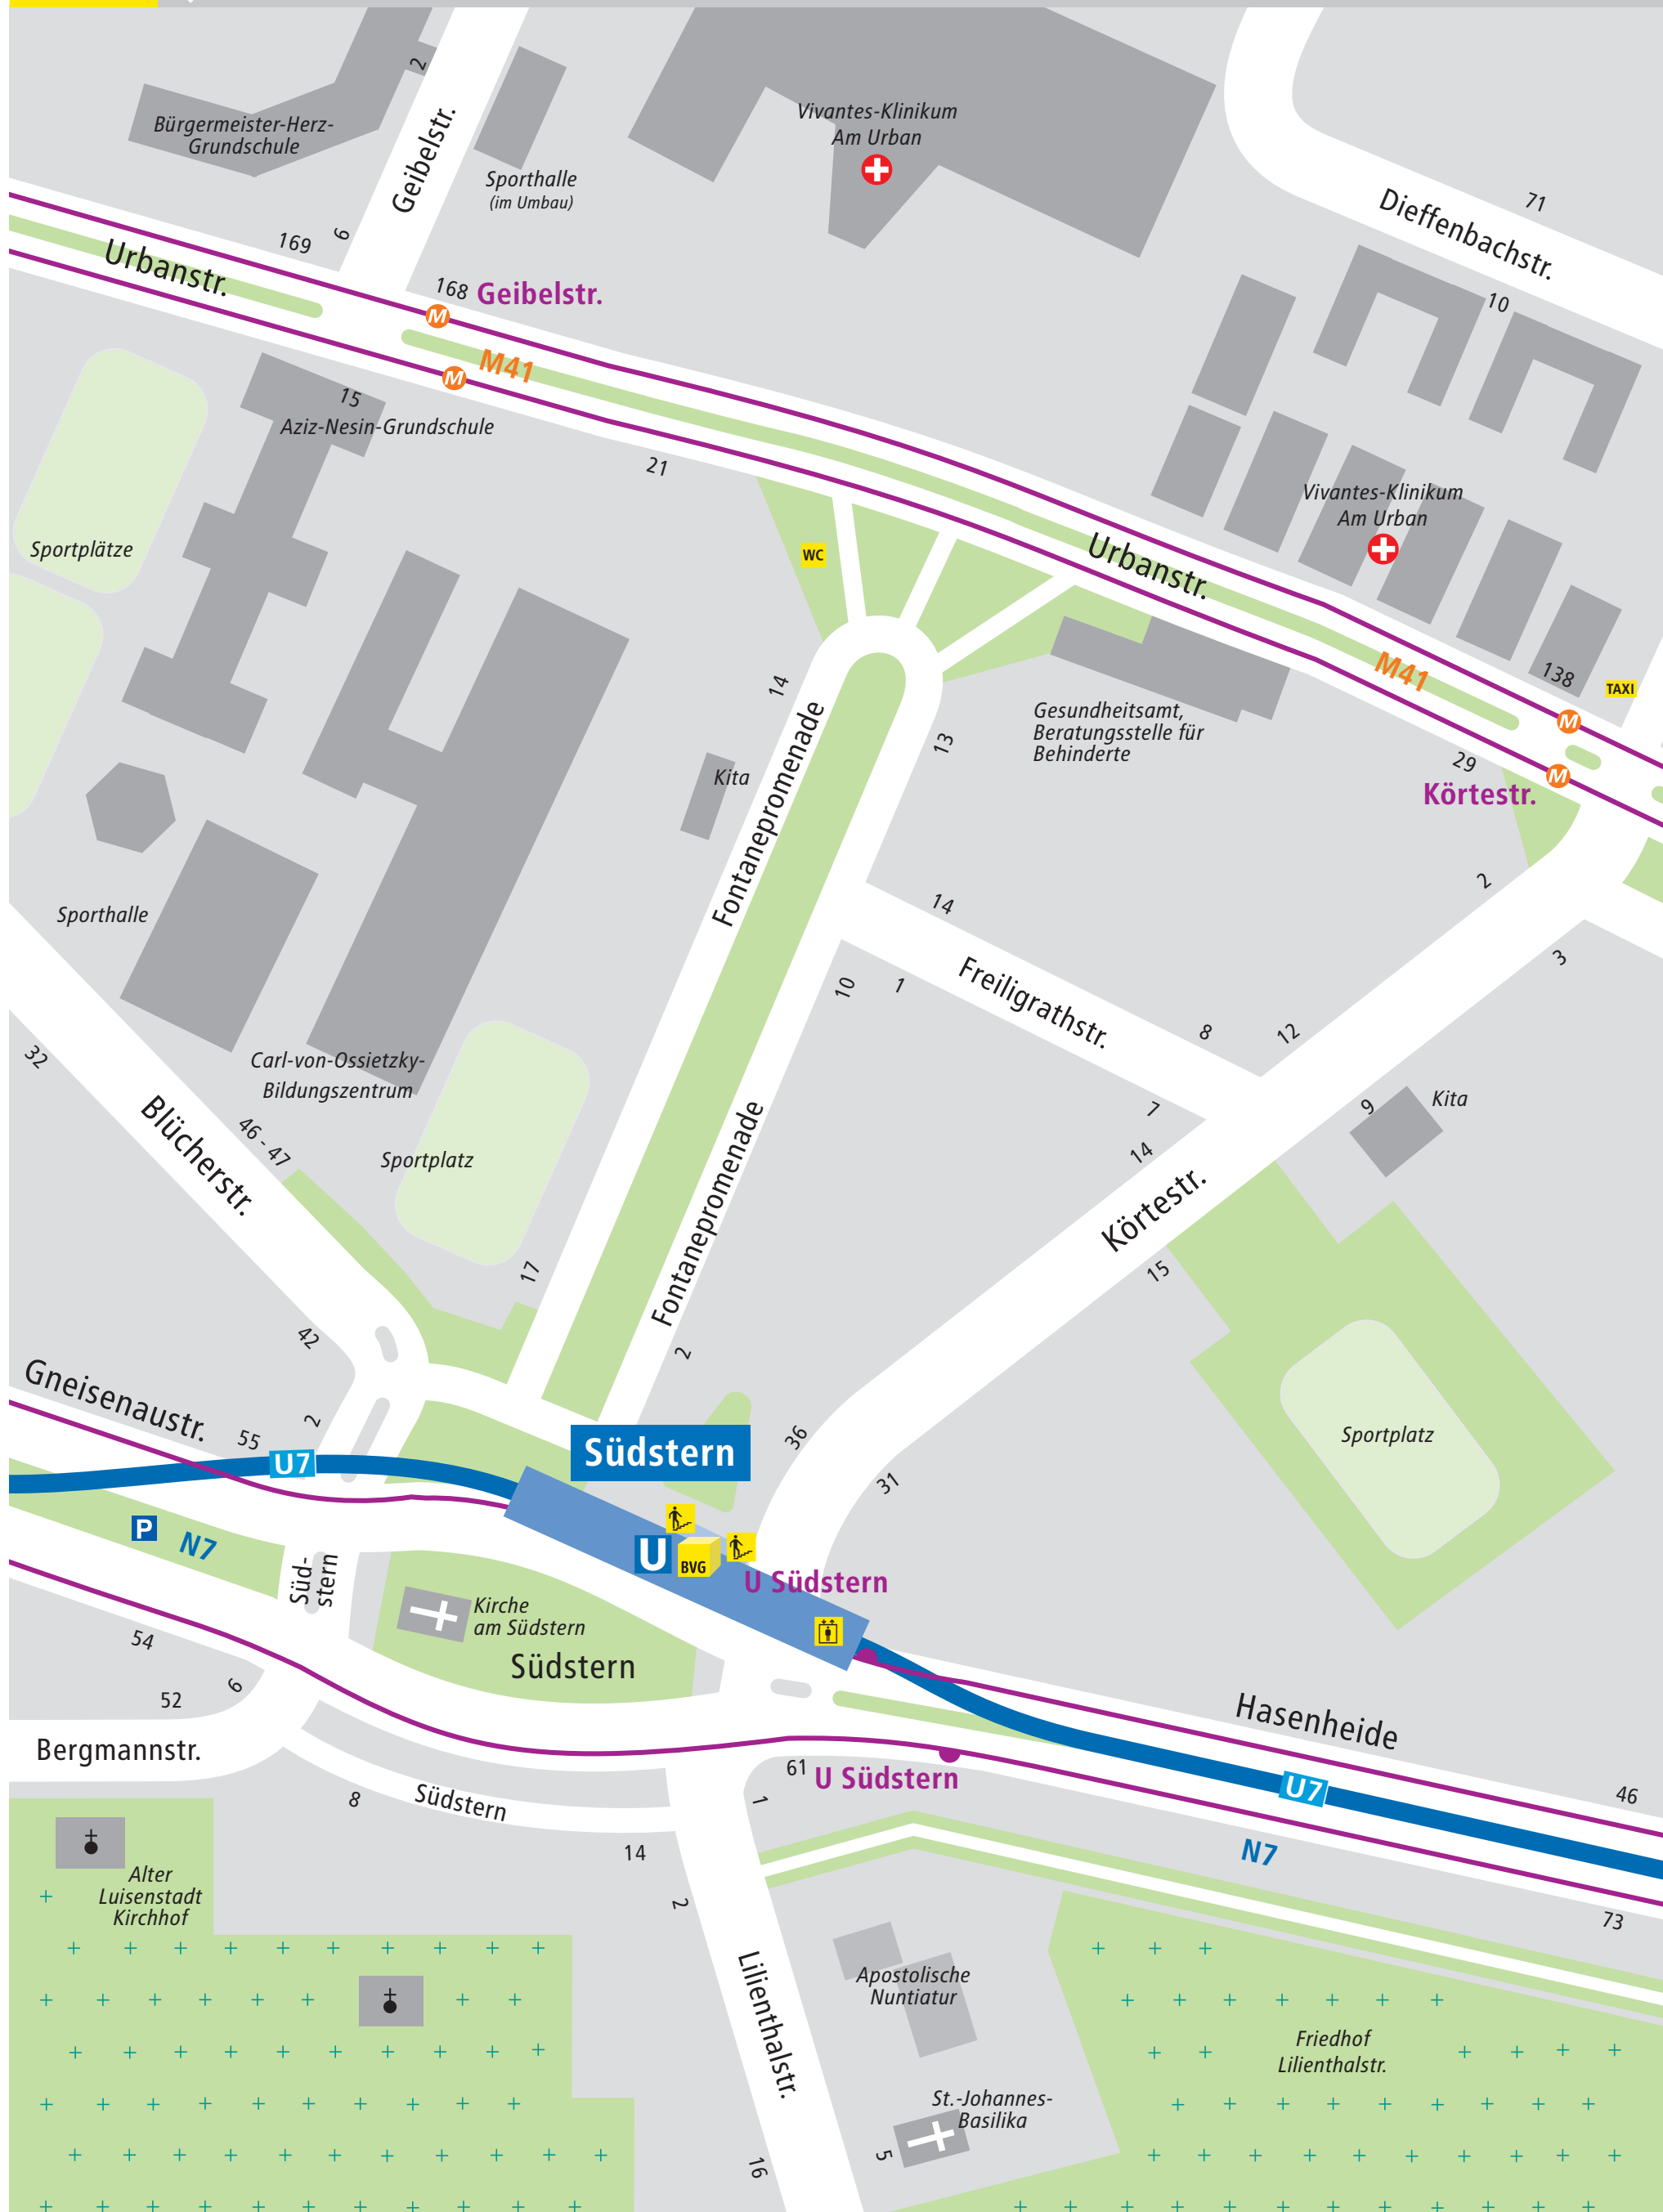 2
Bürgermeister-Herz-
Grundschule
Geibelstr.
Sporthalle
(im Umbau)
Vivantes-Klinikum
Am Urban
71
Dieffenbachstr.
10
169
6
Urbanstr.
168
Geibelstr.
M
M41
M
15
Aziz-Nesin-Grundschule
21
Vivantes-Klinikum
Am Urban
Sportplätze
WC
Urbanstr.
M41
138
TAXI
M
14
13
Gesundheitsamt,
Beratungsstelle für
Behinderte
29
M
Körtestr.
Kita
Fontanepromenade
2
14
3
Sporthalle
10
1
Freiligrathstr.
8
12
32
Carl-von-Ossietzky-
Bildungszentrum
7
9
Kita
Blücherstr.
46 - 47
Sportplatz
14
Körtestr.
15
Fontanepromenade
17
2
42
Gneisenaustr.
2
55
U7
Südstern
36
31
Sportplatz
P
N7
U
BVG
U Südstern
Süd-
stern
Kirche
am Südstern
Südstern
54
52
6
Hasenheide
Bergmannstr.
61
U Südstern
U7
46
8
Südstern
1
14
N7
Alter
Luisenstadt
Kirchhof
2
73
Lilienthalstr.
Apostolische
Nuntiatur
Friedhof
Lilienthalstr.
St.-Johannes-
Basilika
16
5